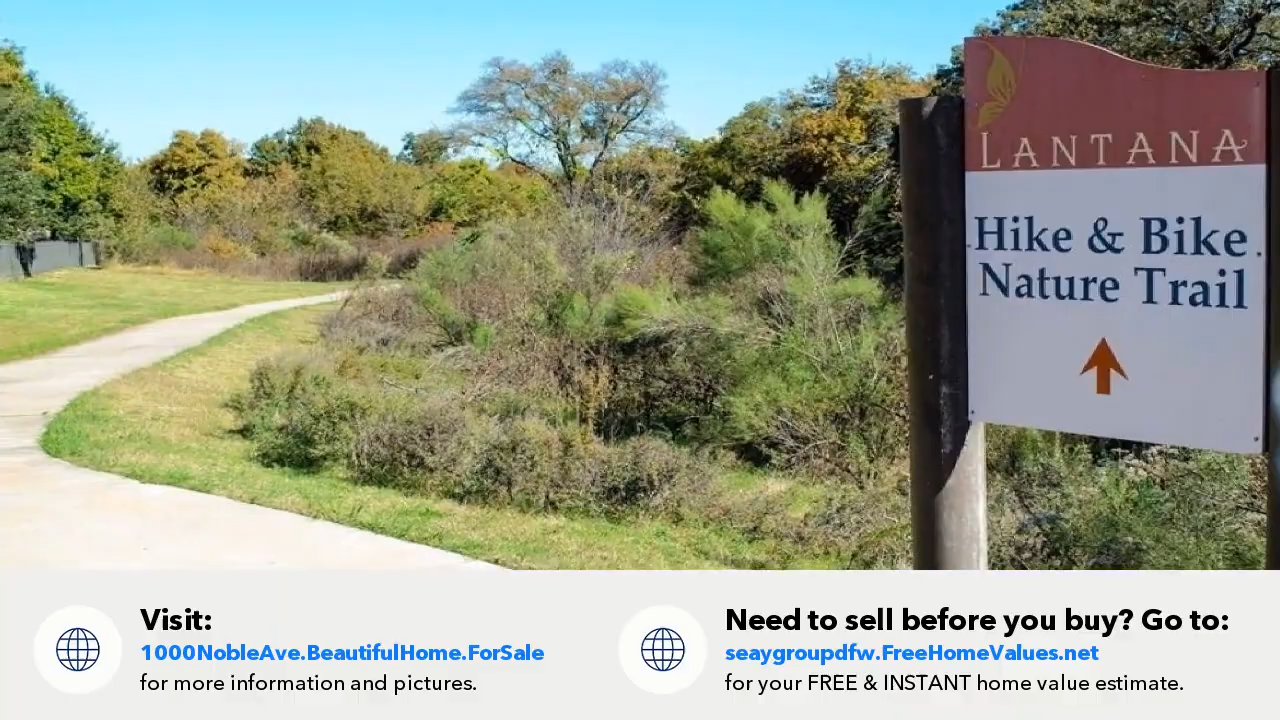 LANTANA
Hike & Bike
Nature Trail
Visit:
1000NobleAve.BeautifulHome.ForSale
for more information and pictures.
Need to sell before you buy? Go to:
seaygroupdfw.FreeHomeValues.net
for your FREE & INSTANT home value estimate.